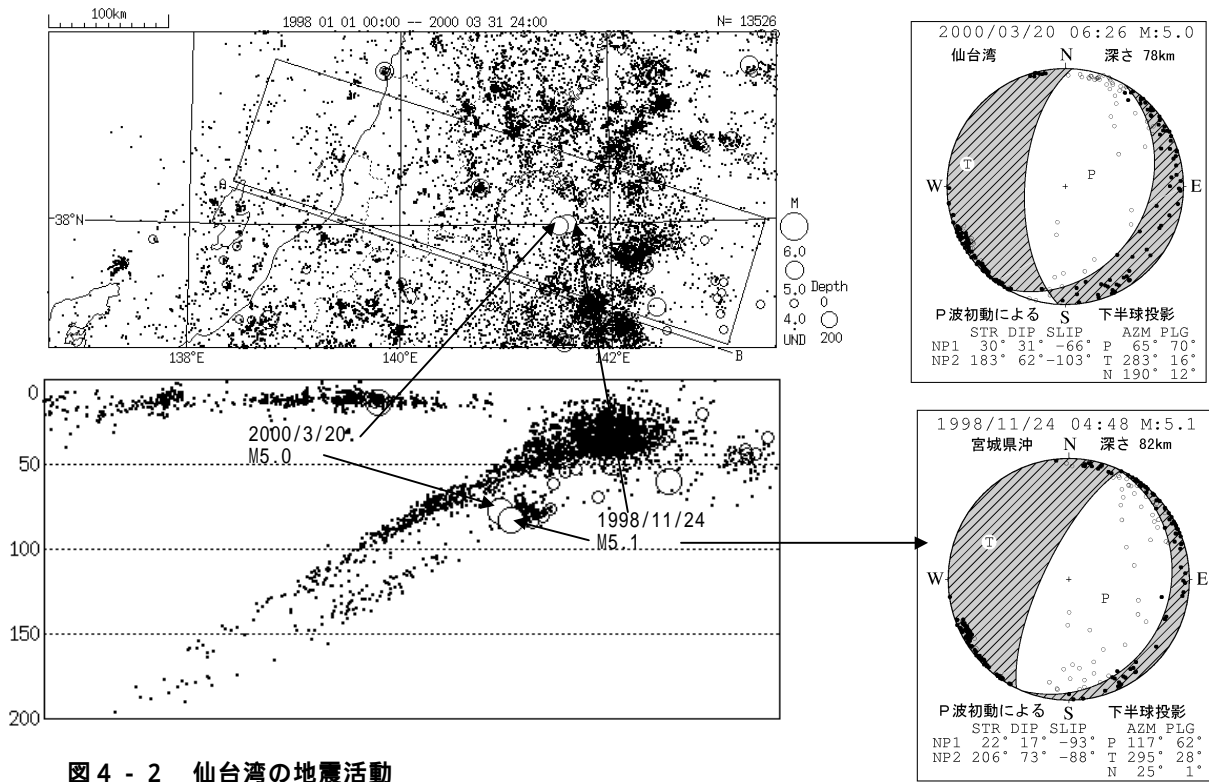 100km
1998 01 01 00:00 -- 2000 03 31 24:00
N= 13526
A
38°N
138°E
140°E
142°E
B
M
6.0
5.0
4.0
UND
Depth
0
200
0
50
100
150
200
2000/3/20
M5.0
1998/11/24
M5.1
2000/03/20 06:26 M:5.0
仙台湾 N 深さ 78km
T
P
W
E
P波初動による S 下半球投影
STR DIP SLIP AZM PLG
NP1 30° 31° -66° P 65° 70°
NP2 183° 62° -103° T 283° 16°
N 190° 12°
1998/11/24 04:48 M:5.1
宮城県沖 N 深さ 82km
T
W
E
P
P波初動による S 下半球投影
STR DIP SLIP AZM PLG
NP1 22° 17° -93° P 117° 62°
NP2 206° 73° -88° T 295° 28°
N 25° 1°
図4-2 仙台湾の地震活動